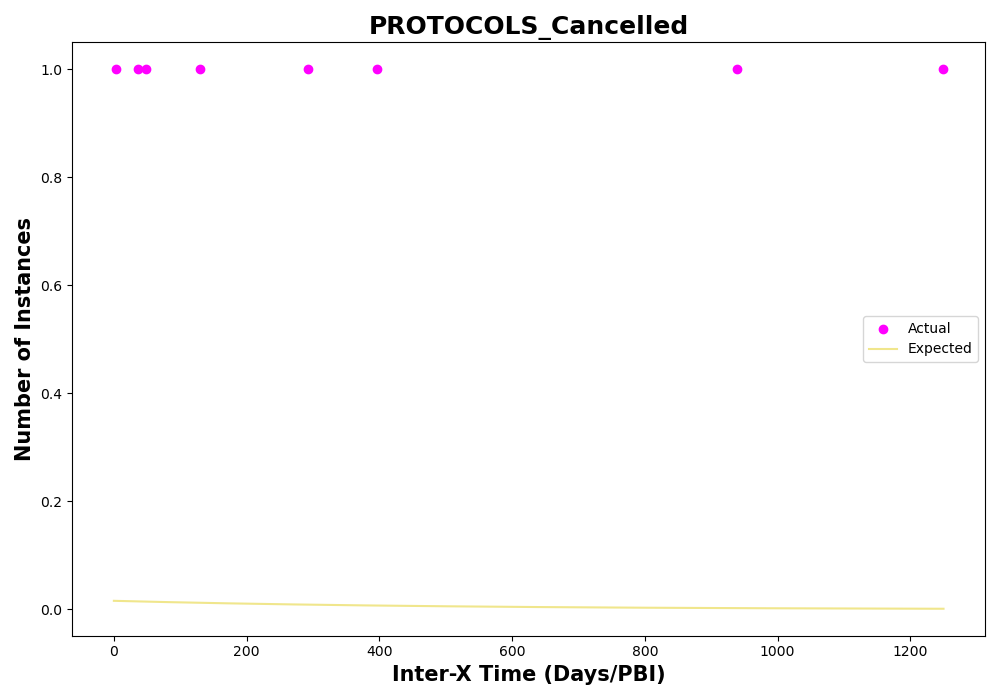 PROTOCOLS_Cancelled
1.0
0.8
0.6
0.4
0.2
0.0
Number of Instances
Actual
Expected
0 200 400 600 800 1000 1200
Inter-X Time (Days/PBI)